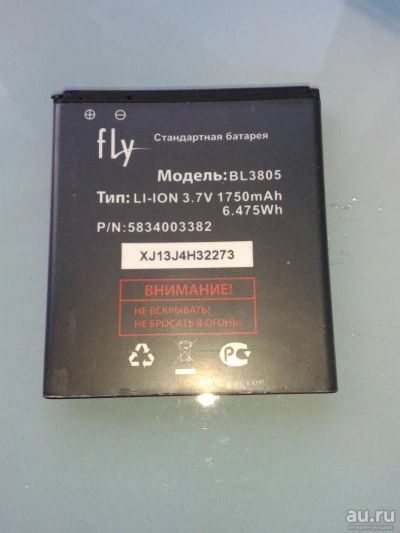 fly
Стандартная батарея
Модель: BL3805
Тип: LI-ION 3.7V 1750mAh
6.475Wh
P/N:5834003382
XJ13J4H32273
ВНИМАНИЕ!
НЕ ВСКРЫВАТЬ!
НЕ БРОСАТЬ В ОГОНЬ!
в КНР
au.ru